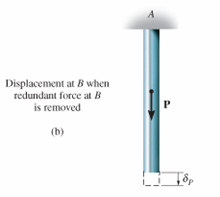 A
Displacement at B when
redundant force at B
is removed
P
(b)
δP